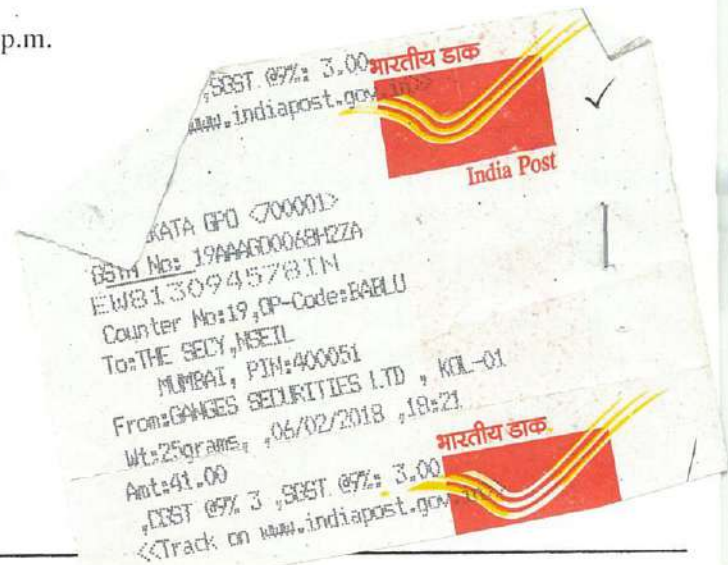 p.m.
,SGST @9%: 3.00
भारतीय डाक
www.indiapost.gov.in>>
India Post
KATA GPO <700001>
GSTN No: 19AAAGD0068H2ZA
EW813094578IN
Counter No:19,OP-Code:BABLU
To:THE SECY,NSEIL
MUMBAI, PIN:400051
From:GANGES SECURITIES LTD , KOL-01
Wt:25grams, ,06/02/2018 ,18:21
Amt:41.00
भारतीय डाक
,CGST @9% 3 ,SGST @9%: 3.00
<<Track on www.indiapost.gov.in>>